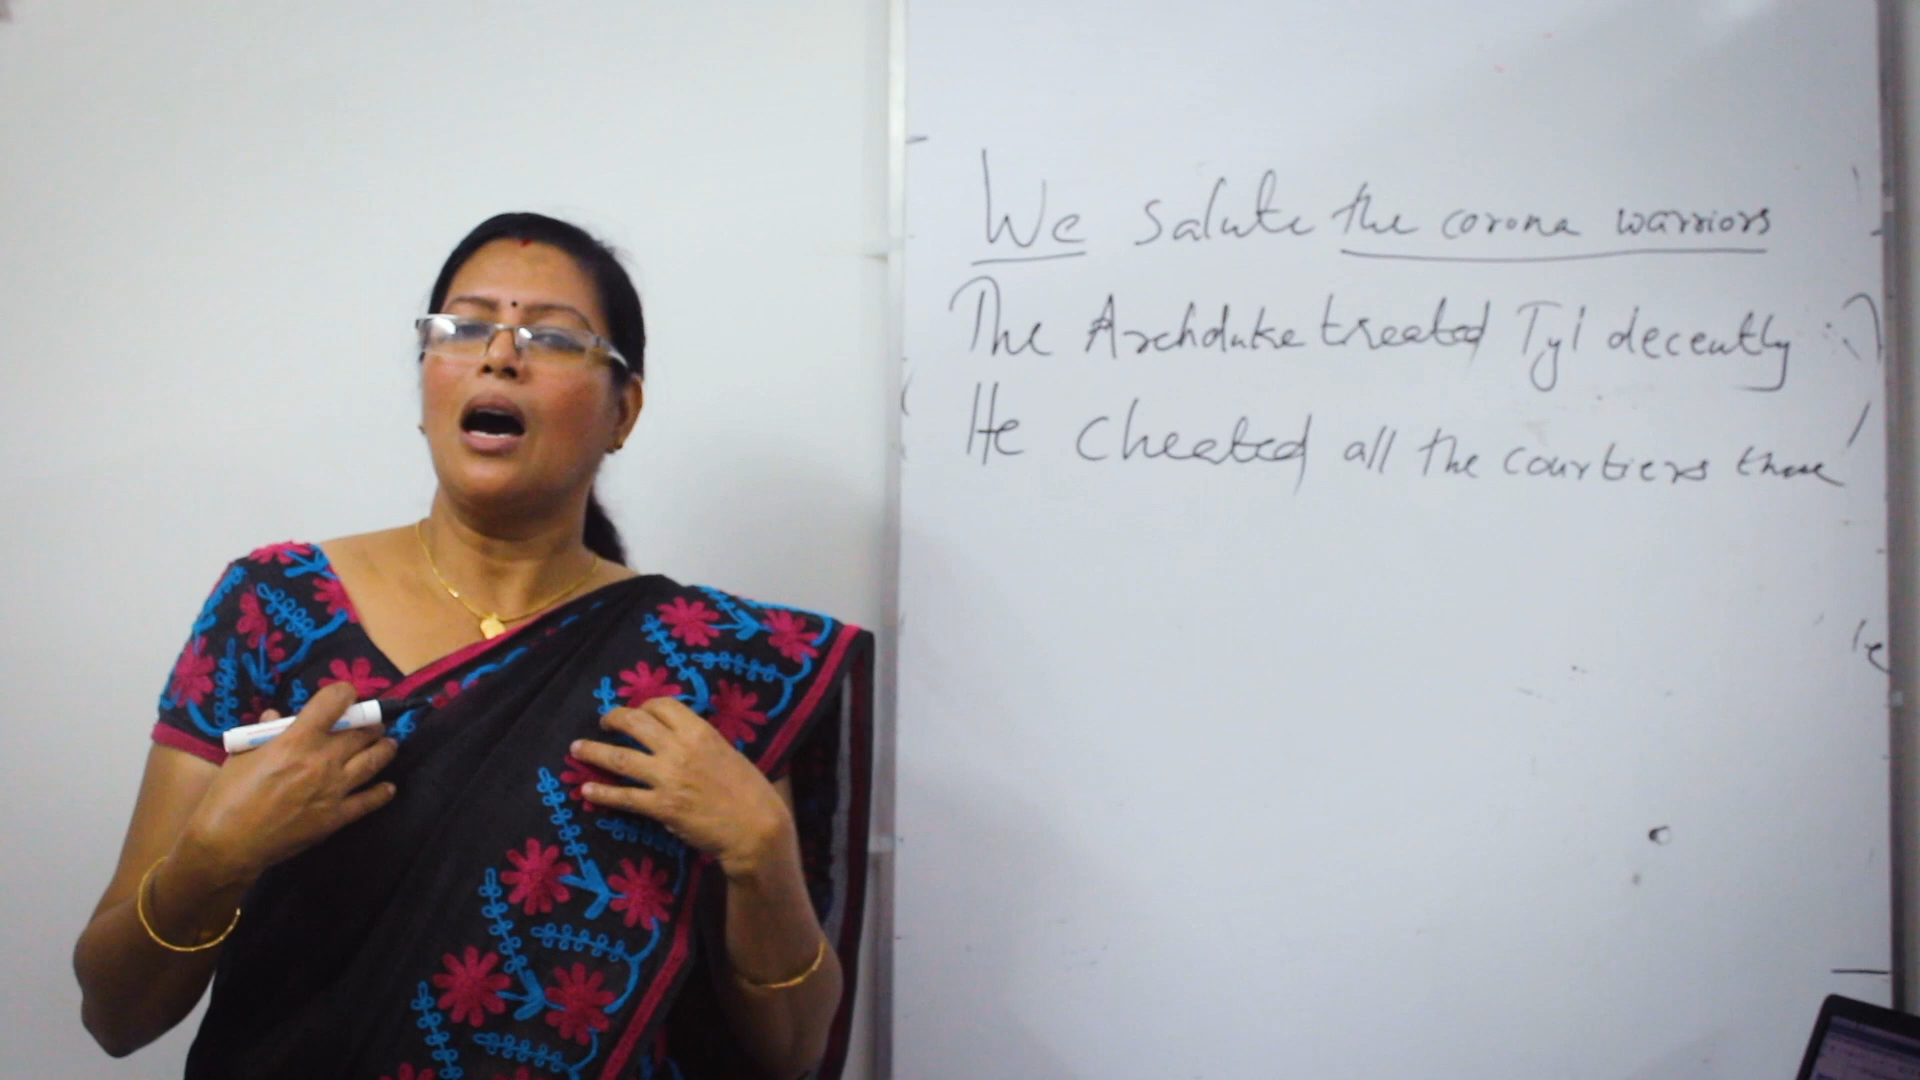 We salute the corona warriors
The Archduke treated Tyl decently
He cheated all the courtiers there